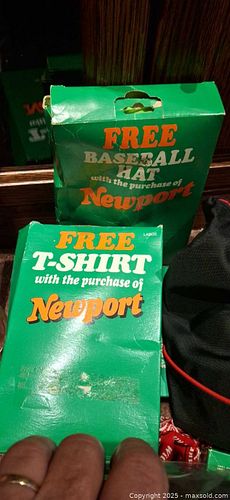 FREE
BASEBALL
HAT
with the purchase of
Newport
FREE
LARGE
T-SHIRT
with the purchase of
Newport
Copyright © 2025 - maxsold.com